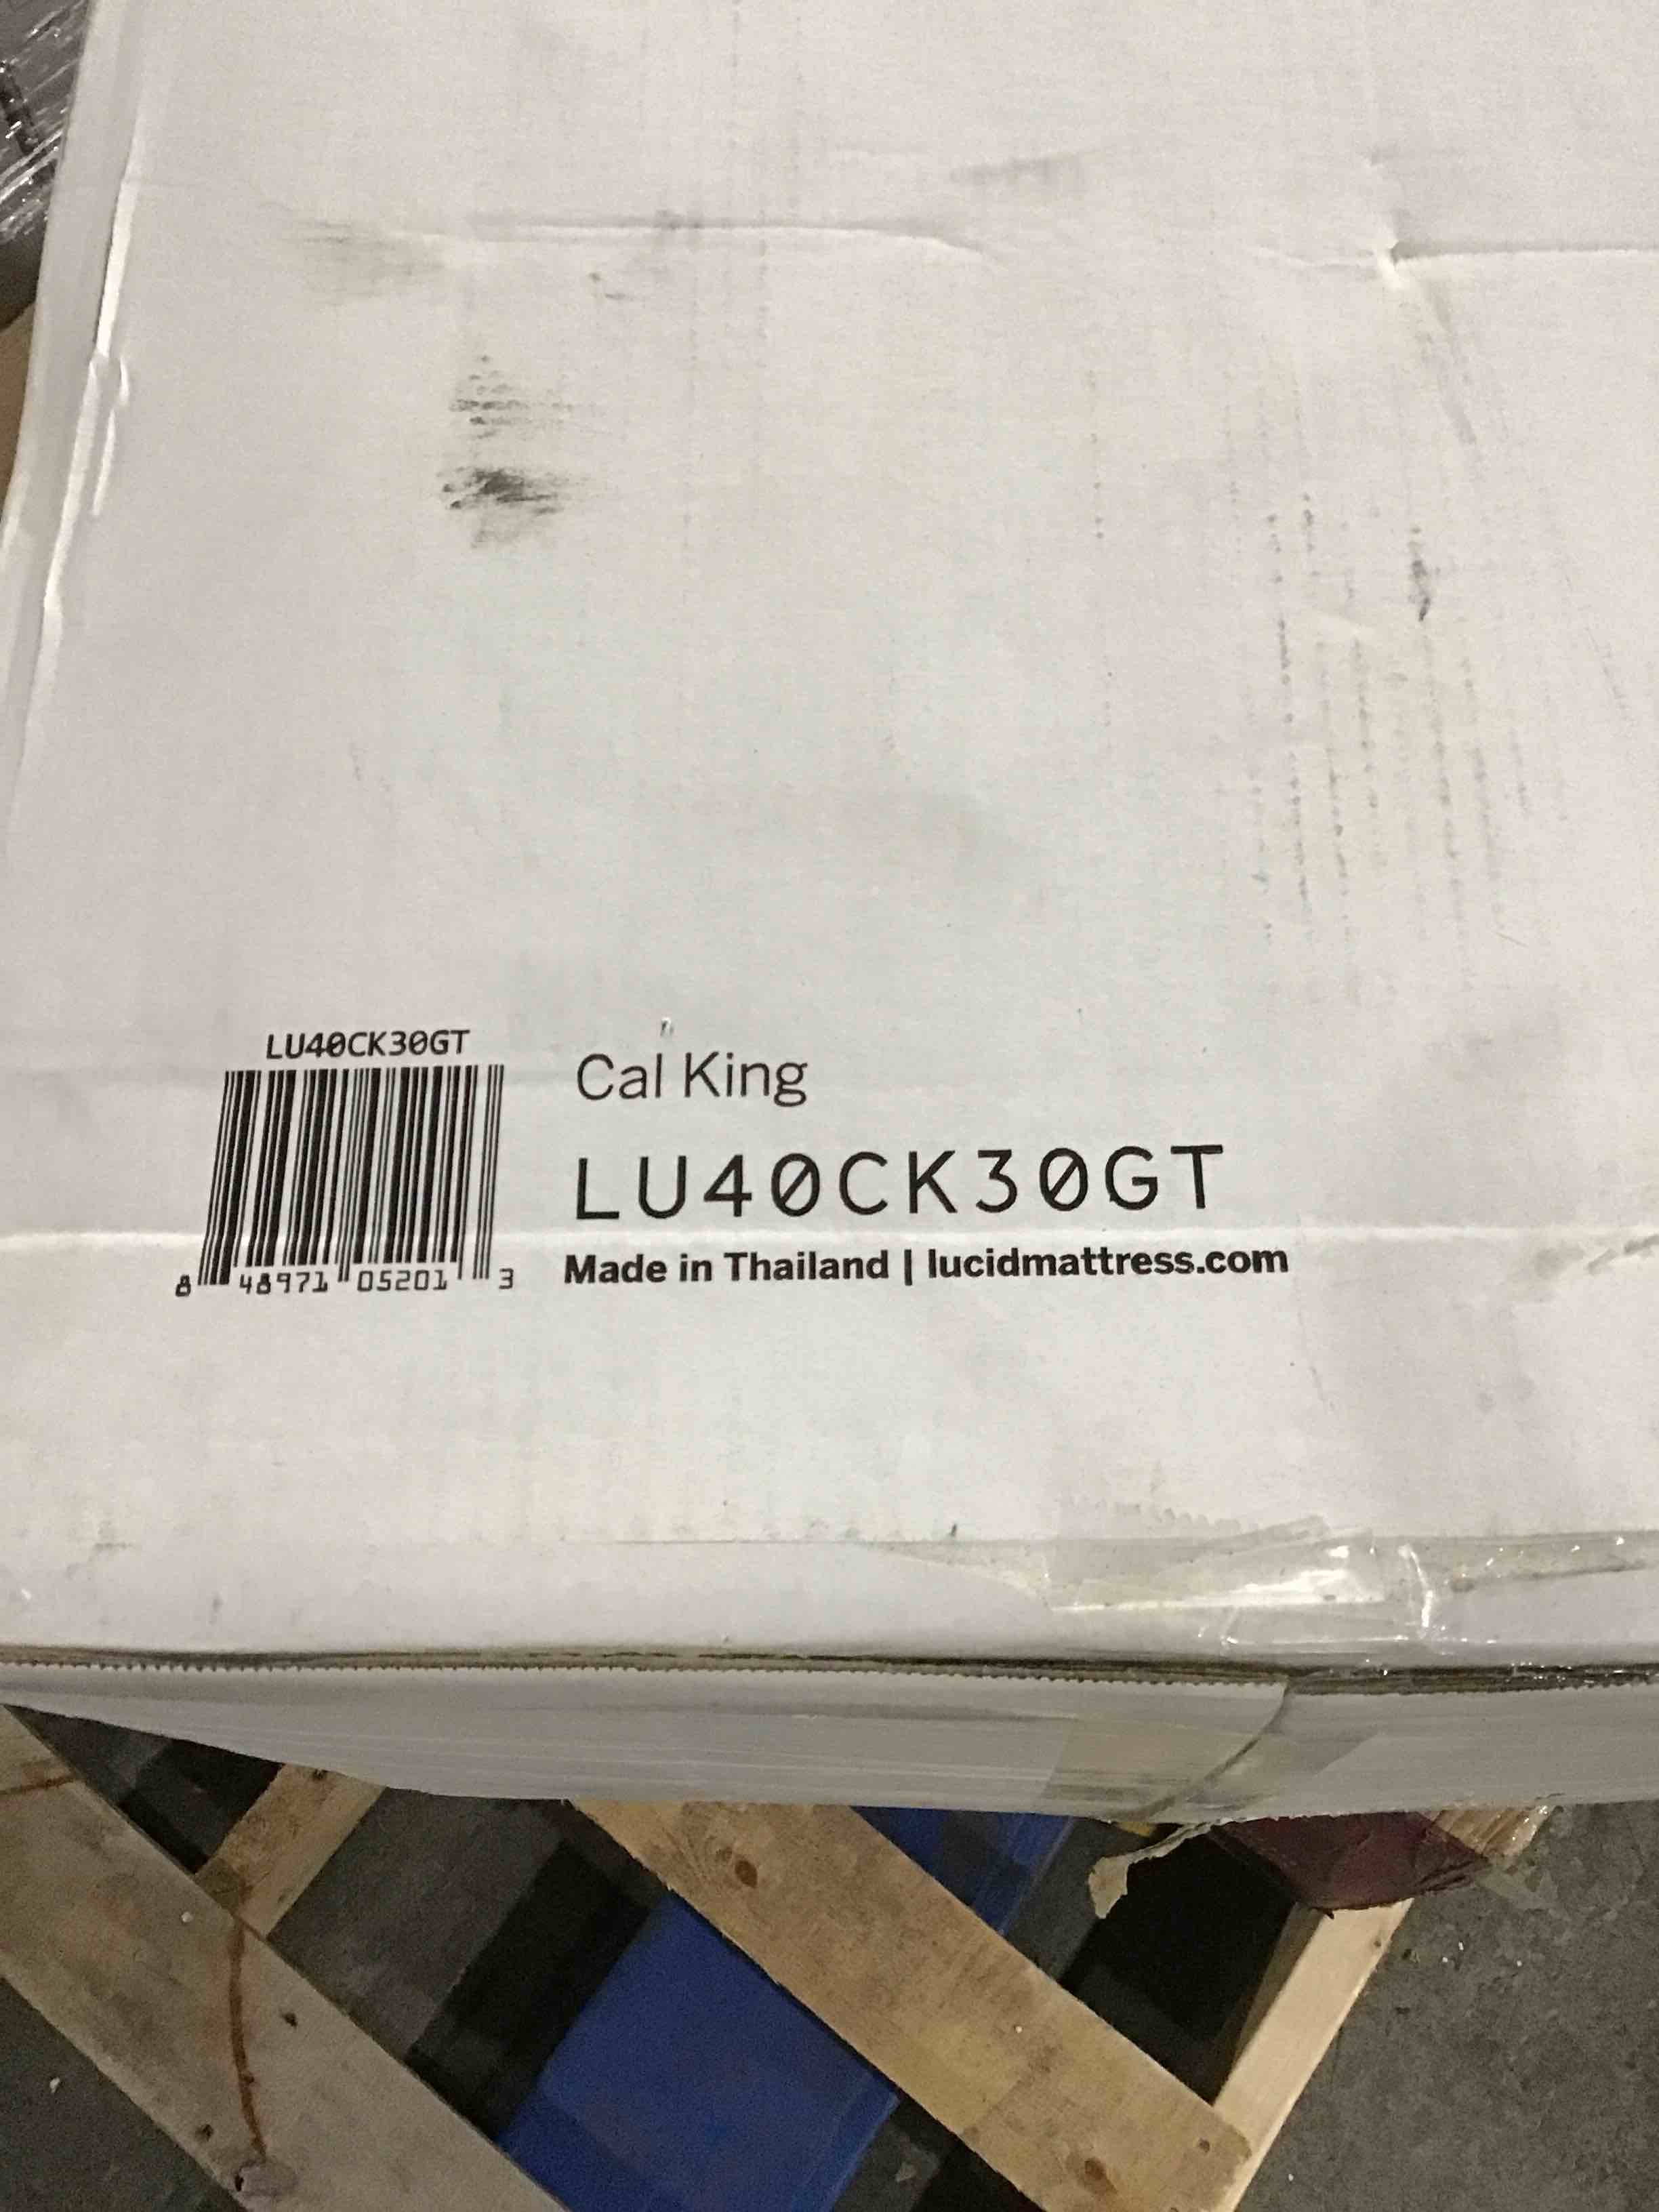 LU40CK30GT
8 48971 05201 3
Cal King
LU40CK30GT
Made in Thailand | lucidmattress.com